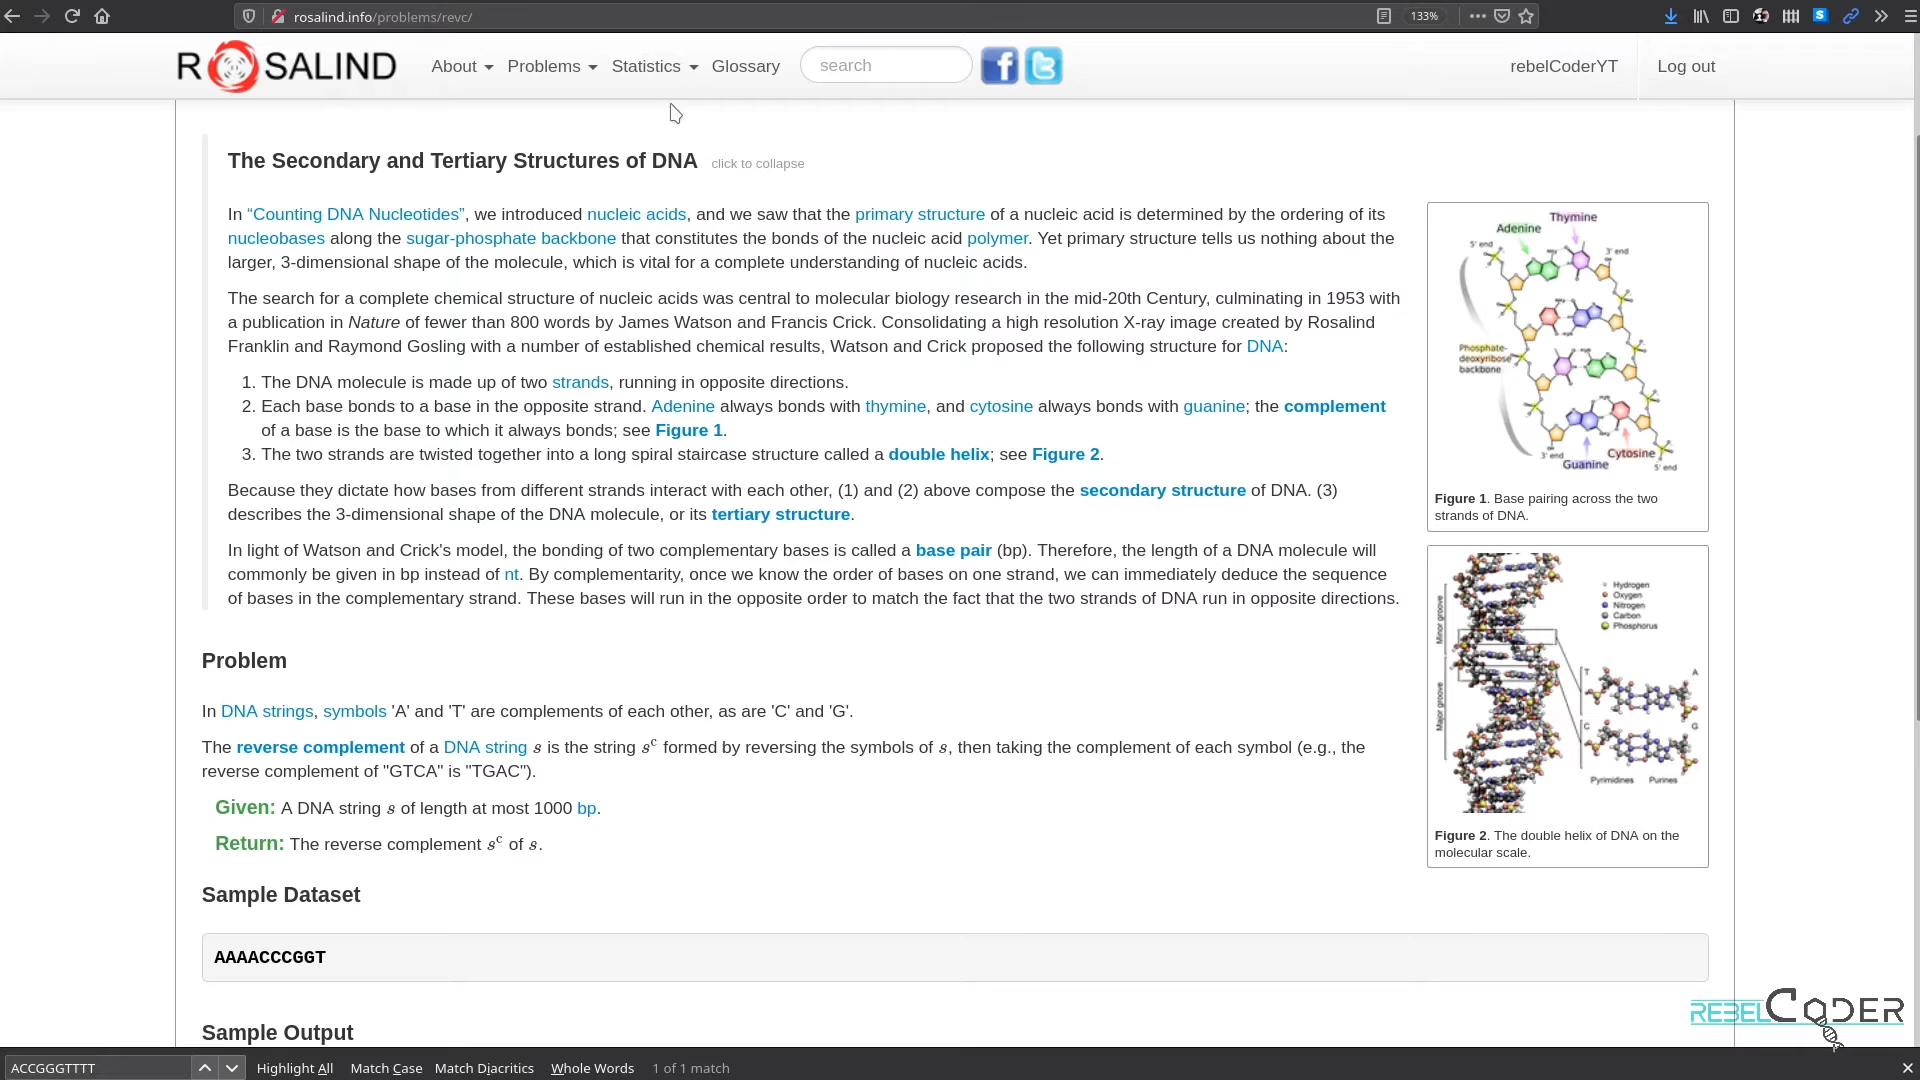 rosalind.info/problems/revc/
133%
ROSALIND
About
Problems
Statistics
Glossary
search
rebelCoderYT
Log out
The Secondary and Tertiary Structures of DNA click to collapse
In “Counting DNA Nucleotides”, we introduced nucleic acids, and we saw that the primary structure of a nucleic acid is determined by the ordering of its
nucleobases along the sugar-phosphate backbone that constitutes the bonds of the nucleic acid polymer. Yet primary structure tells us nothing about the
larger, 3-dimensional shape of the molecule, which is vital for a complete understanding of nucleic acids.
The search for a complete chemical structure of nucleic acids was central to molecular biology research in the mid-20th Century, culminating in 1953 with
a publication in Nature of fewer than 800 words by James Watson and Francis Crick. Consolidating a high resolution X-ray image created by Rosalind
Franklin and Raymond Gosling with a number of established chemical results, Watson and Crick proposed the following structure for DNA:
1. The DNA molecule is made up of two strands, running in opposite directions.
2. Each base bonds to a base in the opposite strand. Adenine always bonds with thymine, and cytosine always bonds with guanine; the complement
of a base is the base to which it always bonds; see Figure 1.
3. The two strands are twisted together into a long spiral staircase structure called a double helix; see Figure 2.
Because they dictate how bases from different strands interact with each other, (1) and (2) above compose the secondary structure of DNA. (3)
describes the 3-dimensional shape of the DNA molecule, or its tertiary structure.
In light of Watson and Crick's model, the bonding of two complementary bases is called a base pair (bp). Therefore, the length of a DNA molecule will
commonly be given in bp instead of nt. By complementarity, once we know the order of bases on one strand, we can immediately deduce the sequence
of bases in the complementary strand. These bases will run in the opposite order to match the fact that the two strands of DNA run in opposite directions.
Thymine
Adenine
5' end
3' end
Phosphate-
deoxyribose
backbone
3' end
Cytosine
Guanine
5' end
Figure 1. Base pairing across the two
strands of DNA.
Minor groove
Major groove
Hydrogen
Oxygen
Nitrogen
Carbon
Phosphorus
T
A
C
G
Pyrimidines
Purines
Figure 2. The double helix of DNA on the
molecular scale.
Problem
In DNA strings, symbols 'A' and 'T' are complements of each other, as are 'C' and 'G'.
The reverse complement of a DNA string s is the string s^c formed by reversing the symbols of s, then taking the complement of each symbol (e.g., the
reverse complement of "GTCA" is "TGAC").
Given: A DNA string s of length at most 1000 bp.
Return: The reverse complement s^c of s.
Sample Dataset
AAAACCCGGT
Sample Output
REBELCODER
ACCGGGTTTT
Highlight All
Match Case
Match Diacritics
Whole Words
1 of 1 match